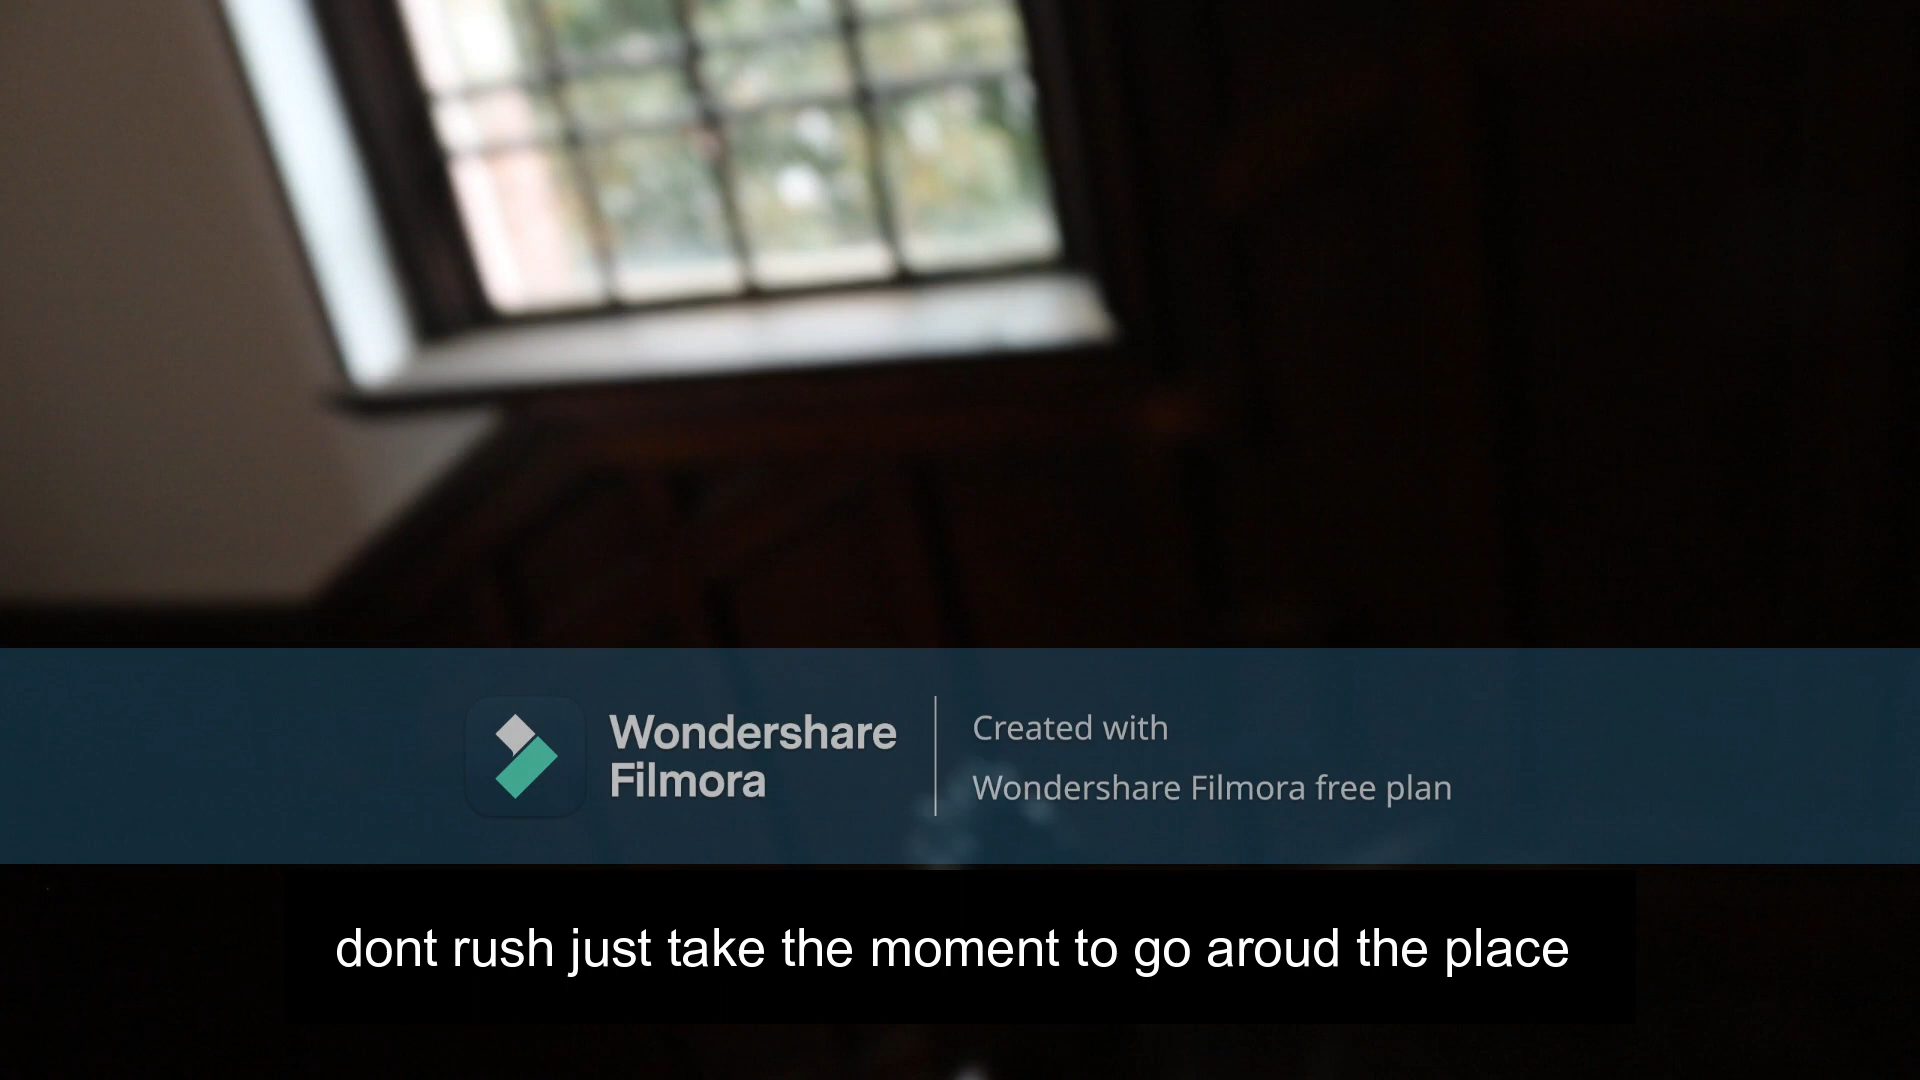 Wondershare
Filmora
Created with
Wondershare Filmora free plan
dont rush just take the moment to go aroud the place